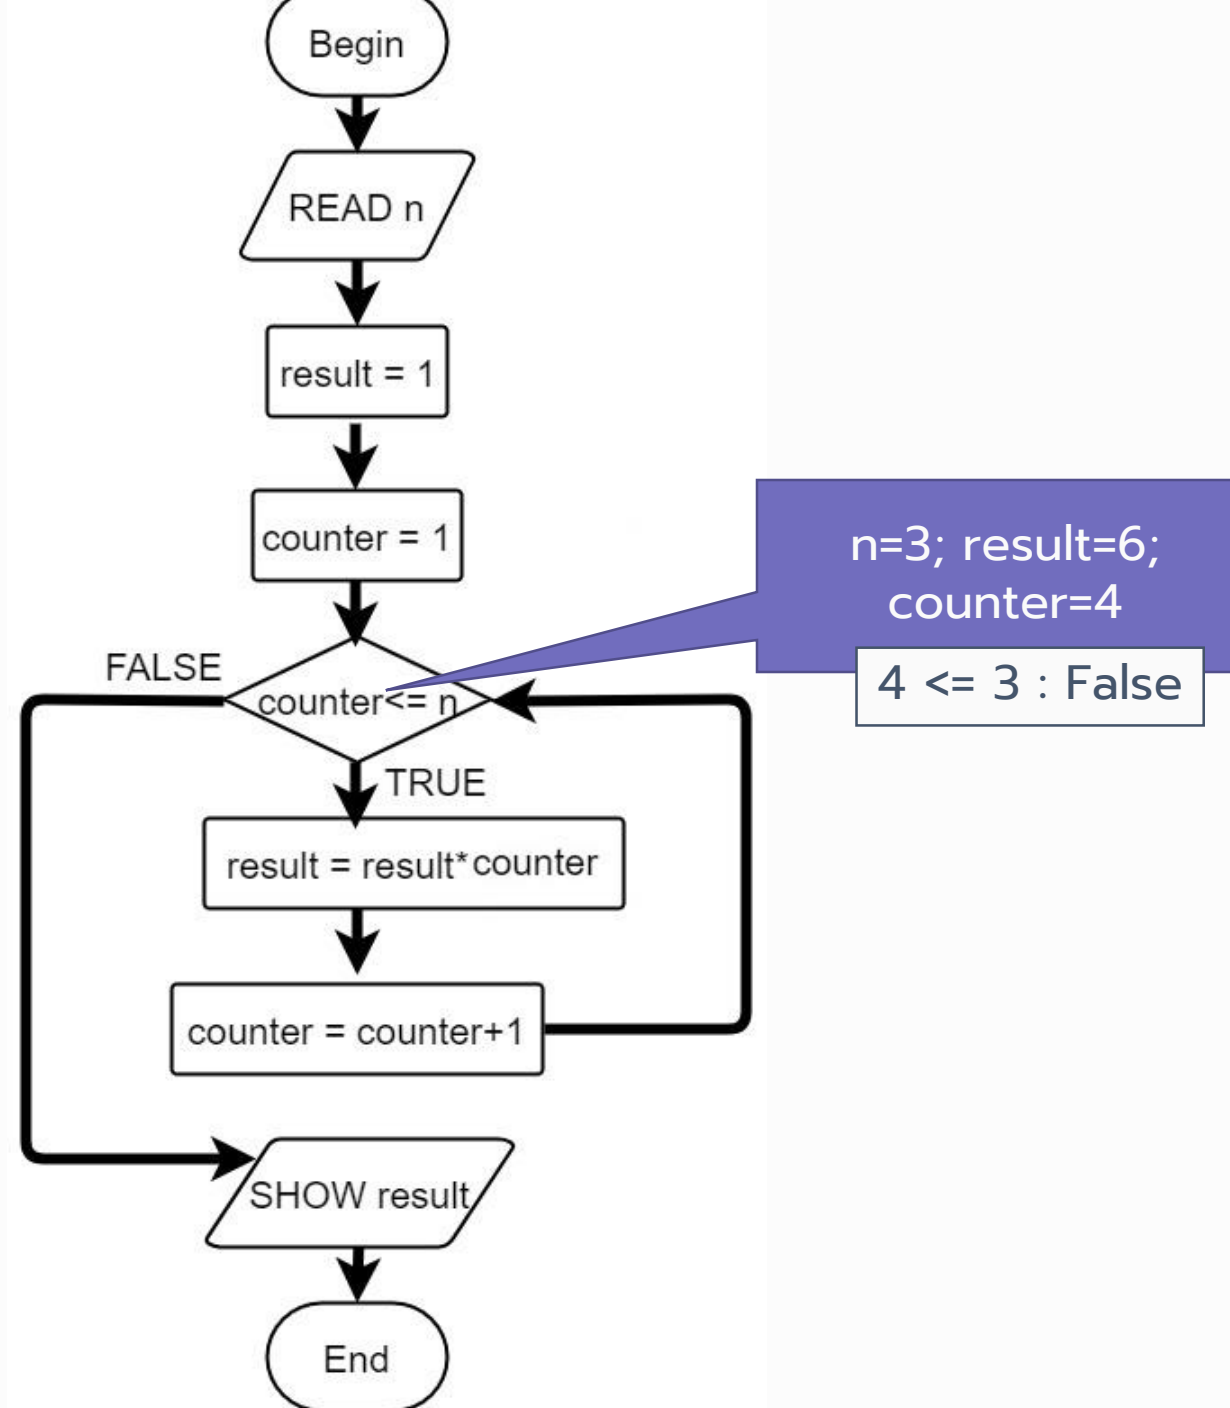 Begin
READ n
result = 1
counter = 1
n=3; result=6;
counter=4
4 <= 3 : False
FALSE
counter<= n
TRUE
result = result*counter
counter = counter+1
SHOW result
End